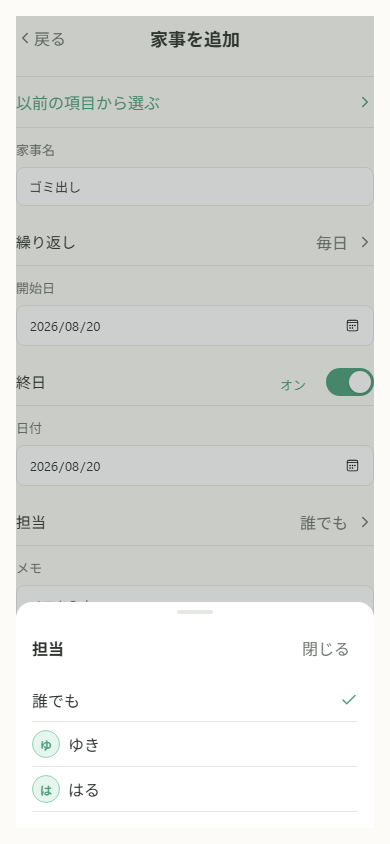 戻る
家事を追加
以前の項目から選ぶ
家事名
ゴミ出し
繰り返し 毎日
開始日
2026/08/20
終日 オン
日付
2026/08/20
担当 誰でも
メモ
担当 閉じる
誰でも
ゆ ゆき
は はる